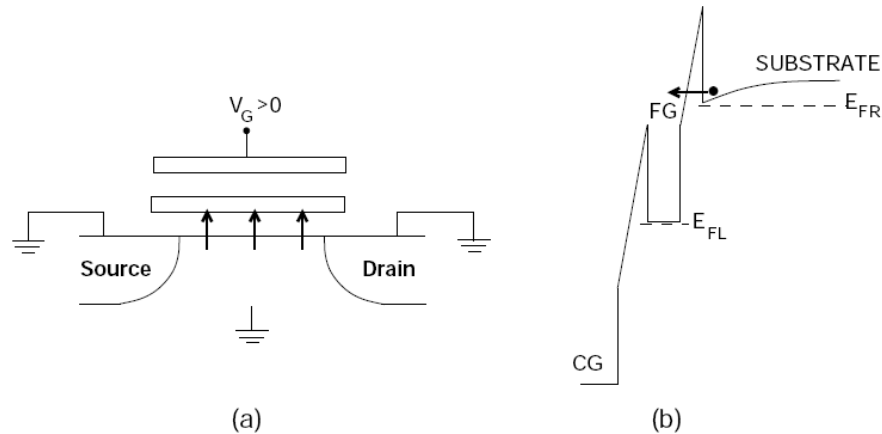 V_G >0
Source
Drain
(a)
SUBSTRATE
FG
E_FR
E_FL
CG
(b)